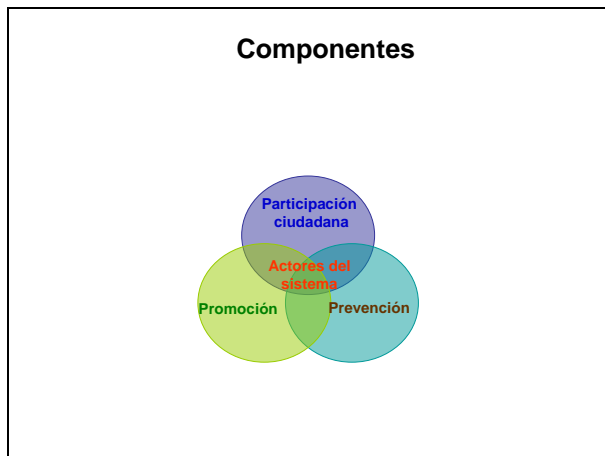 Componentes
Participación
ciudadana
Actores del
sistema
Promoción
Prevención